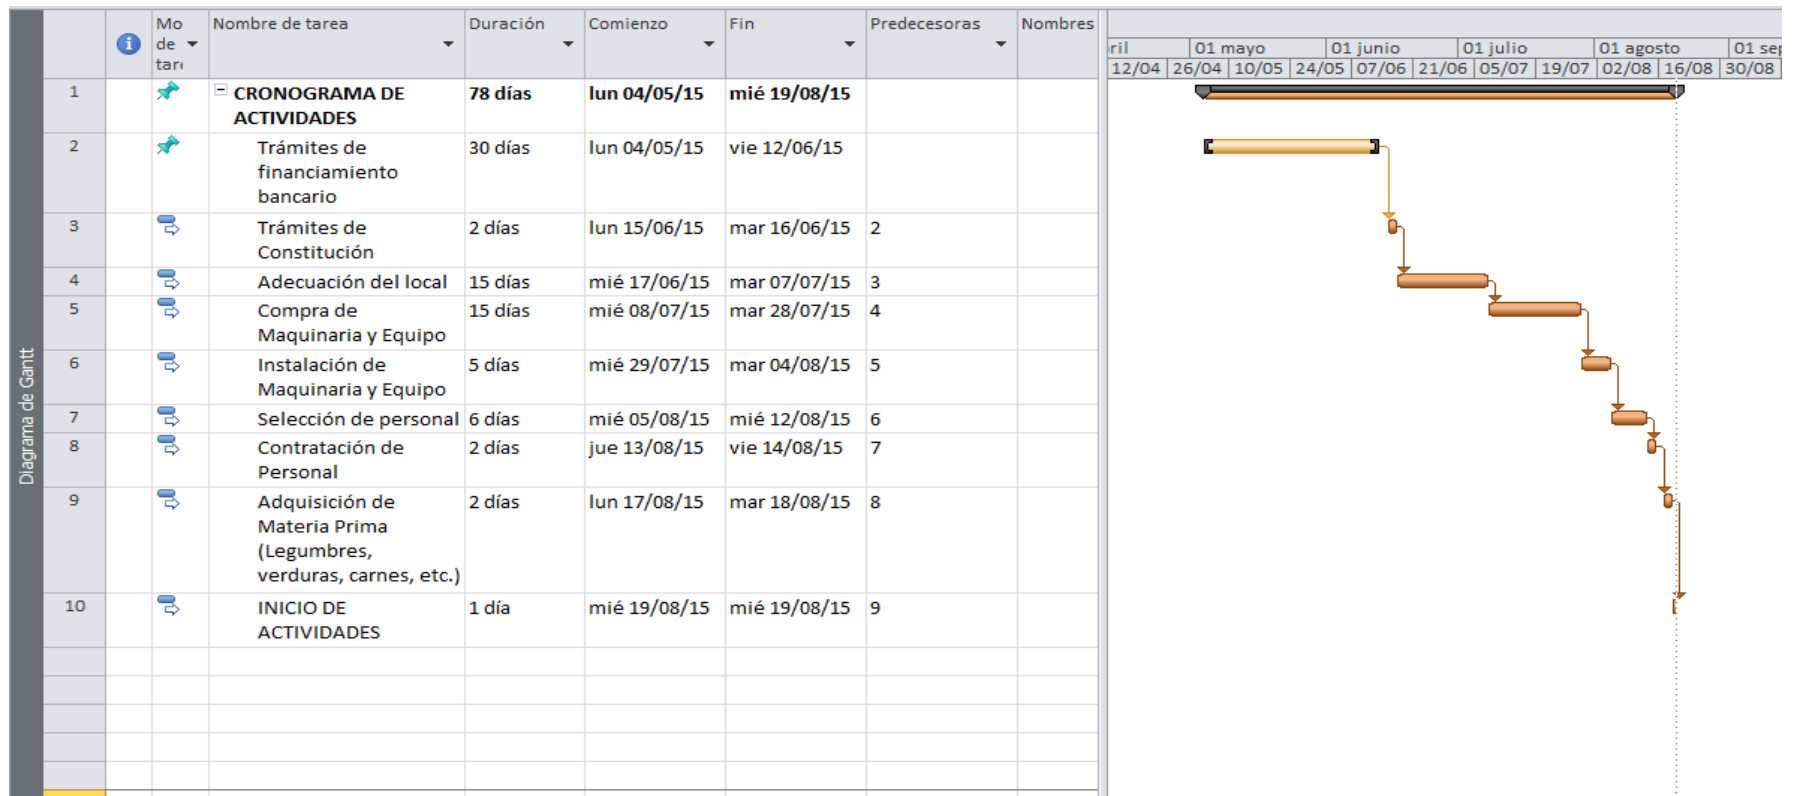 Mo de tare
Nombre de tarea
Duración
Comienzo
Fin
Predecesoras
Nombres
ril
01 mayo
01 junio
01 julio
01 agosto
01 sep
12/04 26/04 10/05 24/05 07/06 21/06 05/07 19/07 02/08 16/08 30/08
1 CRONOGRAMA DE 78 días lun 04/05/15 mié 19/08/15
ACTIVIDADES
2 Trámites de 30 días lun 04/05/15 vie 12/06/15
financiamiento
bancario
3 Trámites de 2 días lun 15/06/15 mar 16/06/15 2
Constitución
4 Adecuación del local 15 días mié 17/06/15 mar 07/07/15 3
5 Compra de 15 días mié 08/07/15 mar 28/07/15 4
Maquinaria y Equipo
6 Instalación de 5 días mié 29/07/15 mar 04/08/15 5
Maquinaria y Equipo
7 Selección de personal 6 días mié 05/08/15 mié 12/08/15 6
8 Contratación de 2 días jue 13/08/15 vie 14/08/15 7
Personal
9 Adquisición de 2 días lun 17/08/15 mar 18/08/15 8
Materia Prima
(Legumbres,
verduras, carnes, etc.)
10 INICIO DE 1 día mié 19/08/15 mié 19/08/15 9
ACTIVIDADES
Diagrama de Gantt